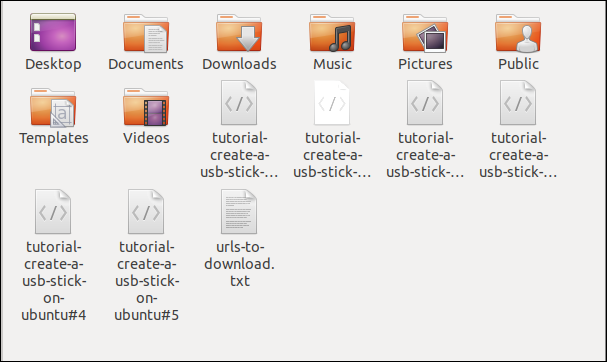 Desktop
Documents
Downloads
Music
Pictures
Public
Templates
Videos
tutorial-
create-a-
usb-stick-...
tutorial-
create-a-
usb-stick-...
tutorial-
create-a-
usb-stick-...
tutorial-
create-a-
usb-stick-...
tutorial-
create-a-
usb-stick-
on-
ubuntu#4
tutorial-
create-a-
usb-stick-
on-
ubuntu#5
urls-to-
download.
txt